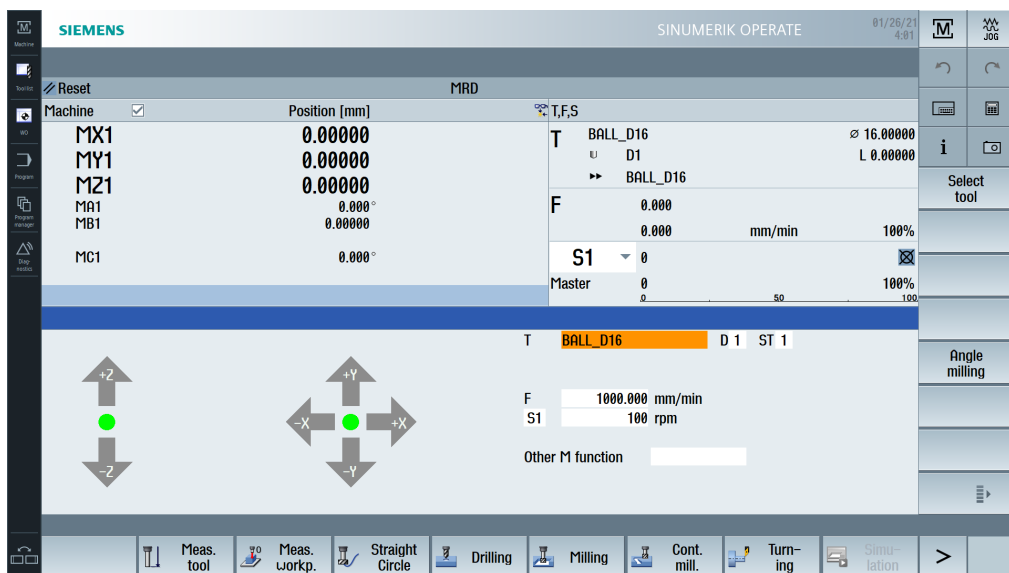 SIEMENS
SINUMERIK OPERATE
01/26/21
4:01
M
JOG
Machine
Tool list
WO
Program
Program
manager
Diag-
nostics
Reset
MRD
Machine
Position [mm]
T,F,S
MX1 0.00000
MY1 0.00000
MZ1 0.00000
MA1 0.000°
MB1 0.00000
MC1 0.000°
T BALL_D16 ⌀ 16.00000
D1 L 0.00000
BALL_D16
F 0.000
0.000 mm/min 100%
S1 0
Master 0 100%
0 50 100
i
Select
tool
Angle
milling
T BALL_D16 D 1 ST 1
F 1000.000 mm/min
S1 100 rpm
Other M function
+Z
-Z
+Y
-X
+X
-Y
Meas.
tool
Meas.
workp.
Straight
Circle
Drilling
Milling
Cont.
mill.
Turn-
ing
Simu-
lation
>